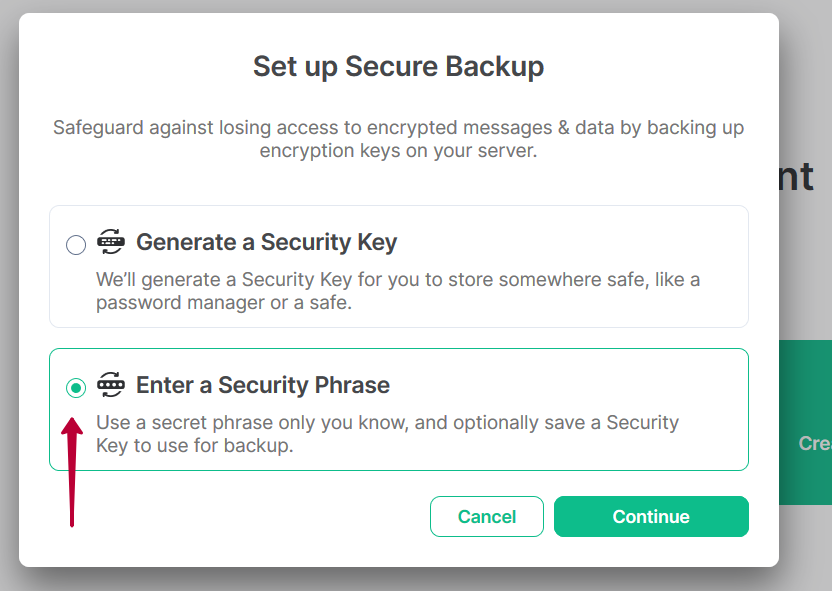 Set up Secure Backup
Safeguard against losing access to encrypted messages & data by backing up
encryption keys on your server.
nt
Generate a Security Key
We’ll generate a Security Key for you to store somewhere safe, like a
password manager or a safe.
Enter a Security Phrase
Use a secret phrase only you know, and optionally save a Security
Key to use for backup.
Crea
Cancel
Continue